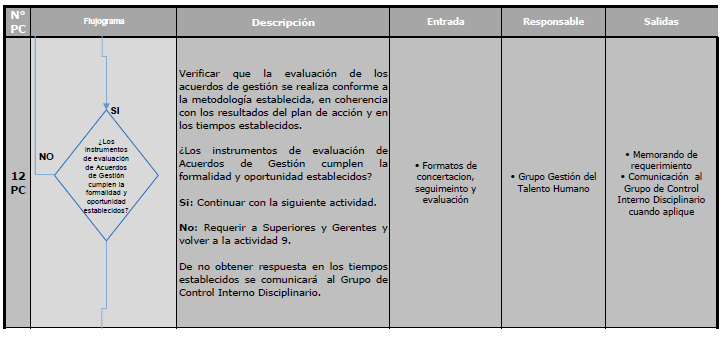 N°
PC
Flujograma
Descripción
Entrada
Responsable
Salidas
12
PC
SI
NO
¿Los
instrumentos
de evaluación
de Acuerdos
de Gestión
cumplen la
formalidad y
oportunidad
establecidos?
Verificar que la evaluación de los
acuerdos de gestión se realiza conforme a
la metodología establecida, en coherencia
con los resultados del plan de acción y en
los tiempos establecidos.
¿Los instrumentos de evaluación de
Acuerdos de Gestión cumplen la
formalidad y oportunidad establecidos?
Si: Continuar con la siguiente actividad.
No: Requerir a Superiores y Gerentes y
volver a la actividad 9.
De no obtener respuesta en los tiempos
establecidos se comunicará al Grupo de
Control Interno Disciplinario.
• Formatos de
concertacion,
seguimeinto y
evaluación
• Grupo Gestión del
Talento Humano
• Memorando de
requerimiento
• Comunicación al
Grupo de Control
Interno Disciplinario
cuando aplique